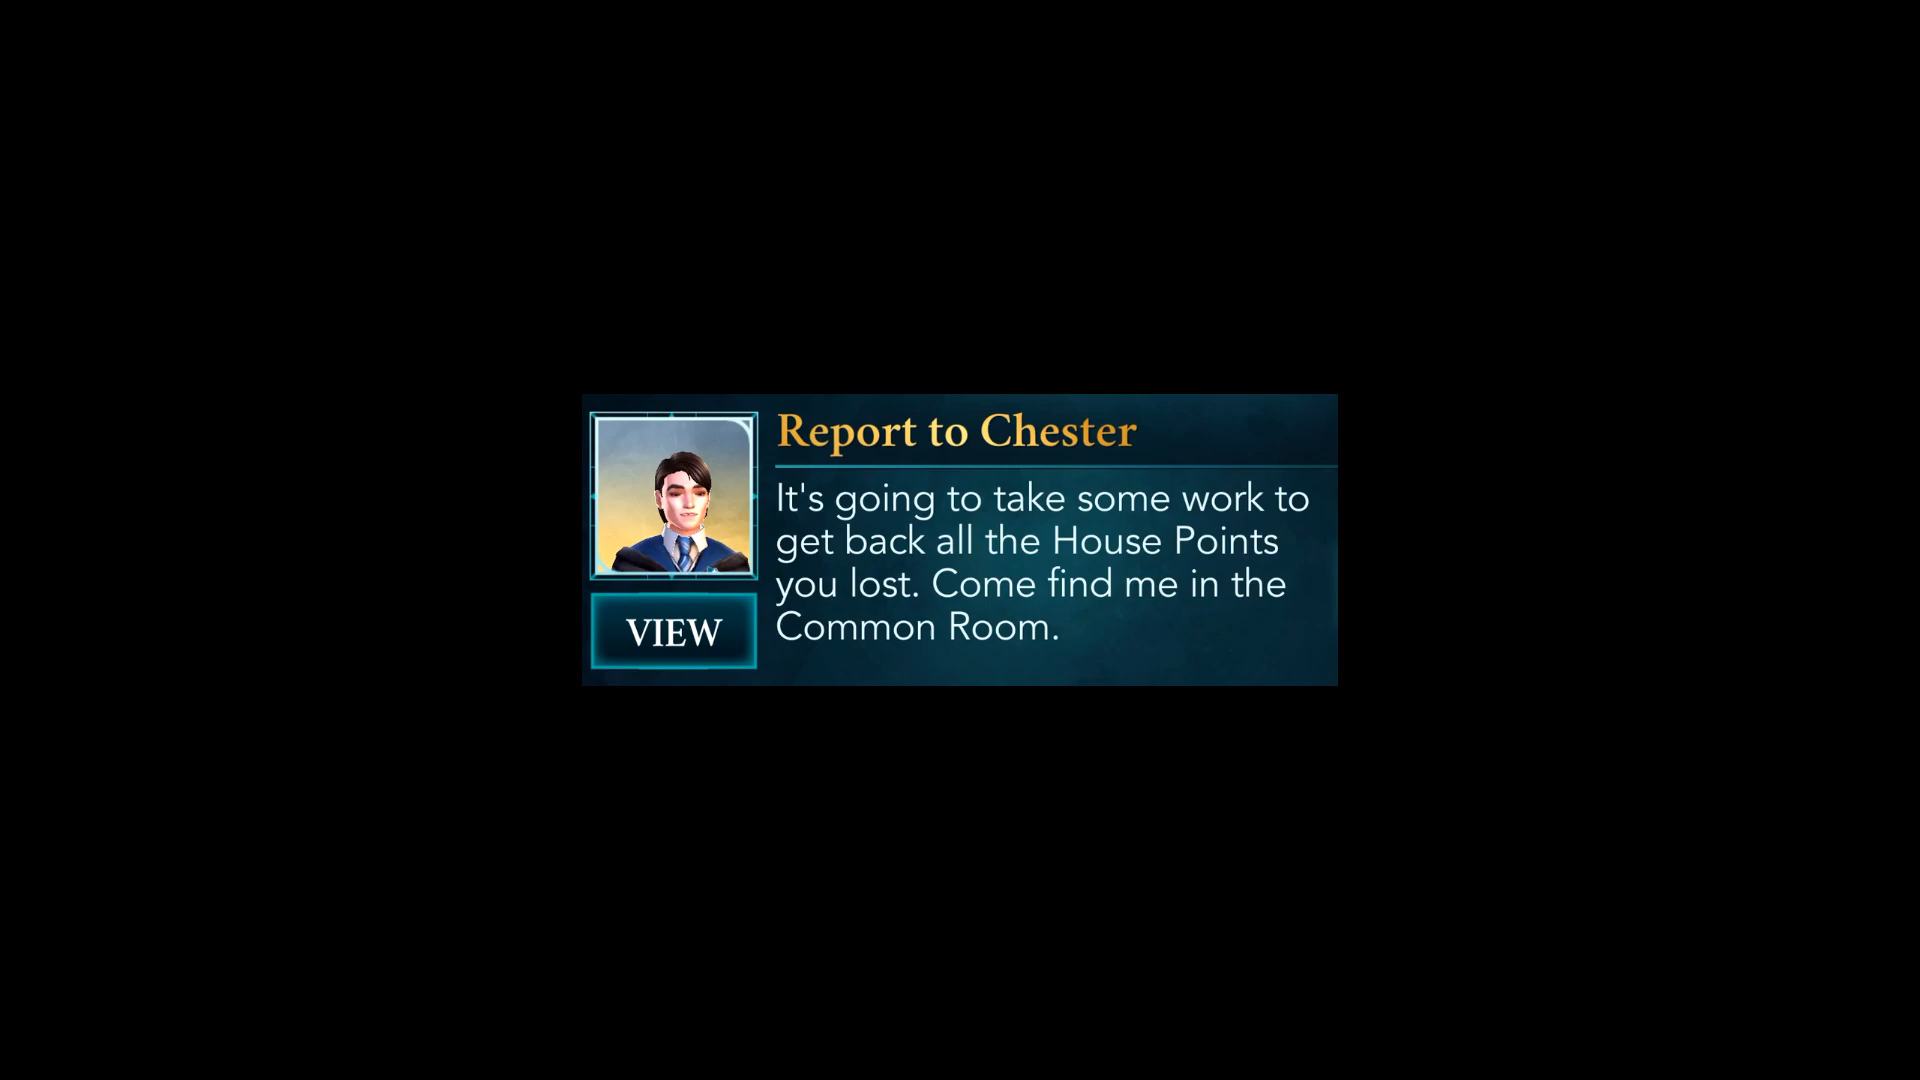 Report to Chester
It's going to take some work to
get back all the House Points
you lost. Come find me in the
Common Room.
VIEW